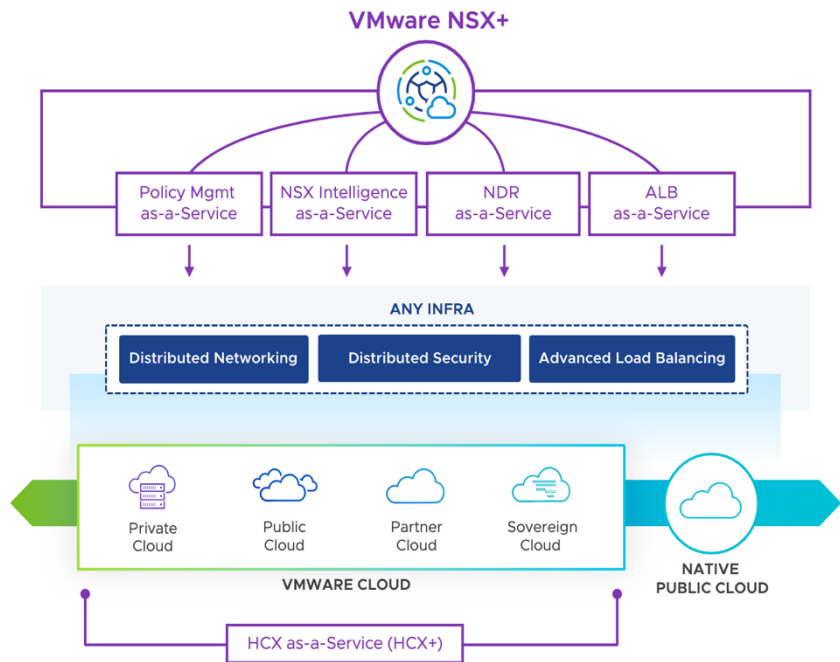 VMware NSX+
Policy Mgmt
as-a-Service
NSX Intelligence
as-a-Service
NDR
as-a-Service
ALB
as-a-Service
ANY INFRA
Distributed Networking
Distributed Security
Advanced Load Balancing
Private
Cloud
Public
Cloud
Partner
Cloud
Sovereign
Cloud
VMWARE CLOUD
NATIVE
PUBLIC CLOUD
HCX as-a-Service (HCX+)